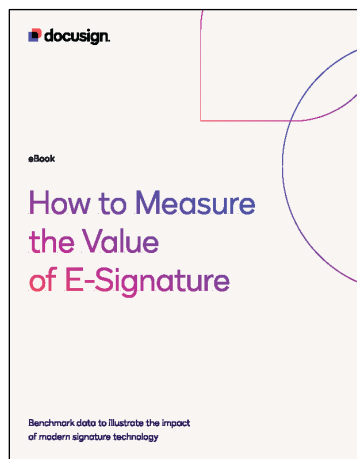 docusign
eBook
How to Measure
the Value
of E-Signature
Benchmark data to illustrate the impact
of modern signature technology